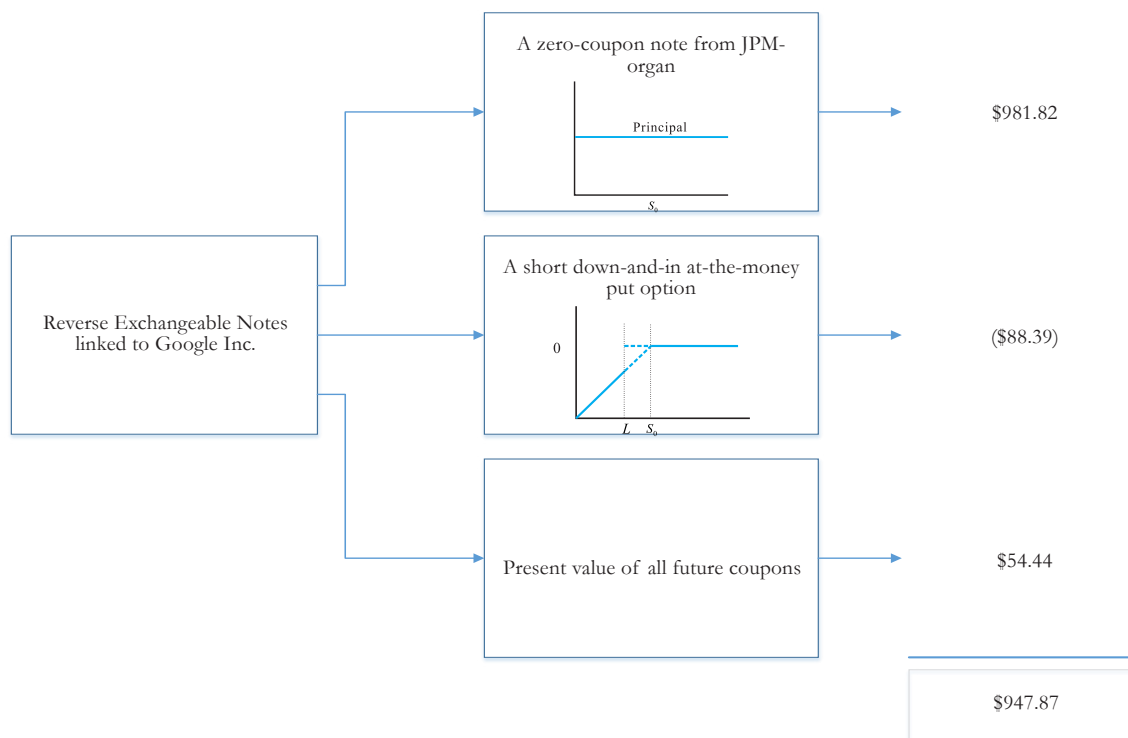 A zero-coupon note from JPM-
organ
Principal
S₀
$981.82
Reverse Exchangeable Notes
linked to Google Inc.
A short down-and-in at-the-money
put option
0
L S₀
($88.39)
Present value of all future coupons
$54.44
$947.87